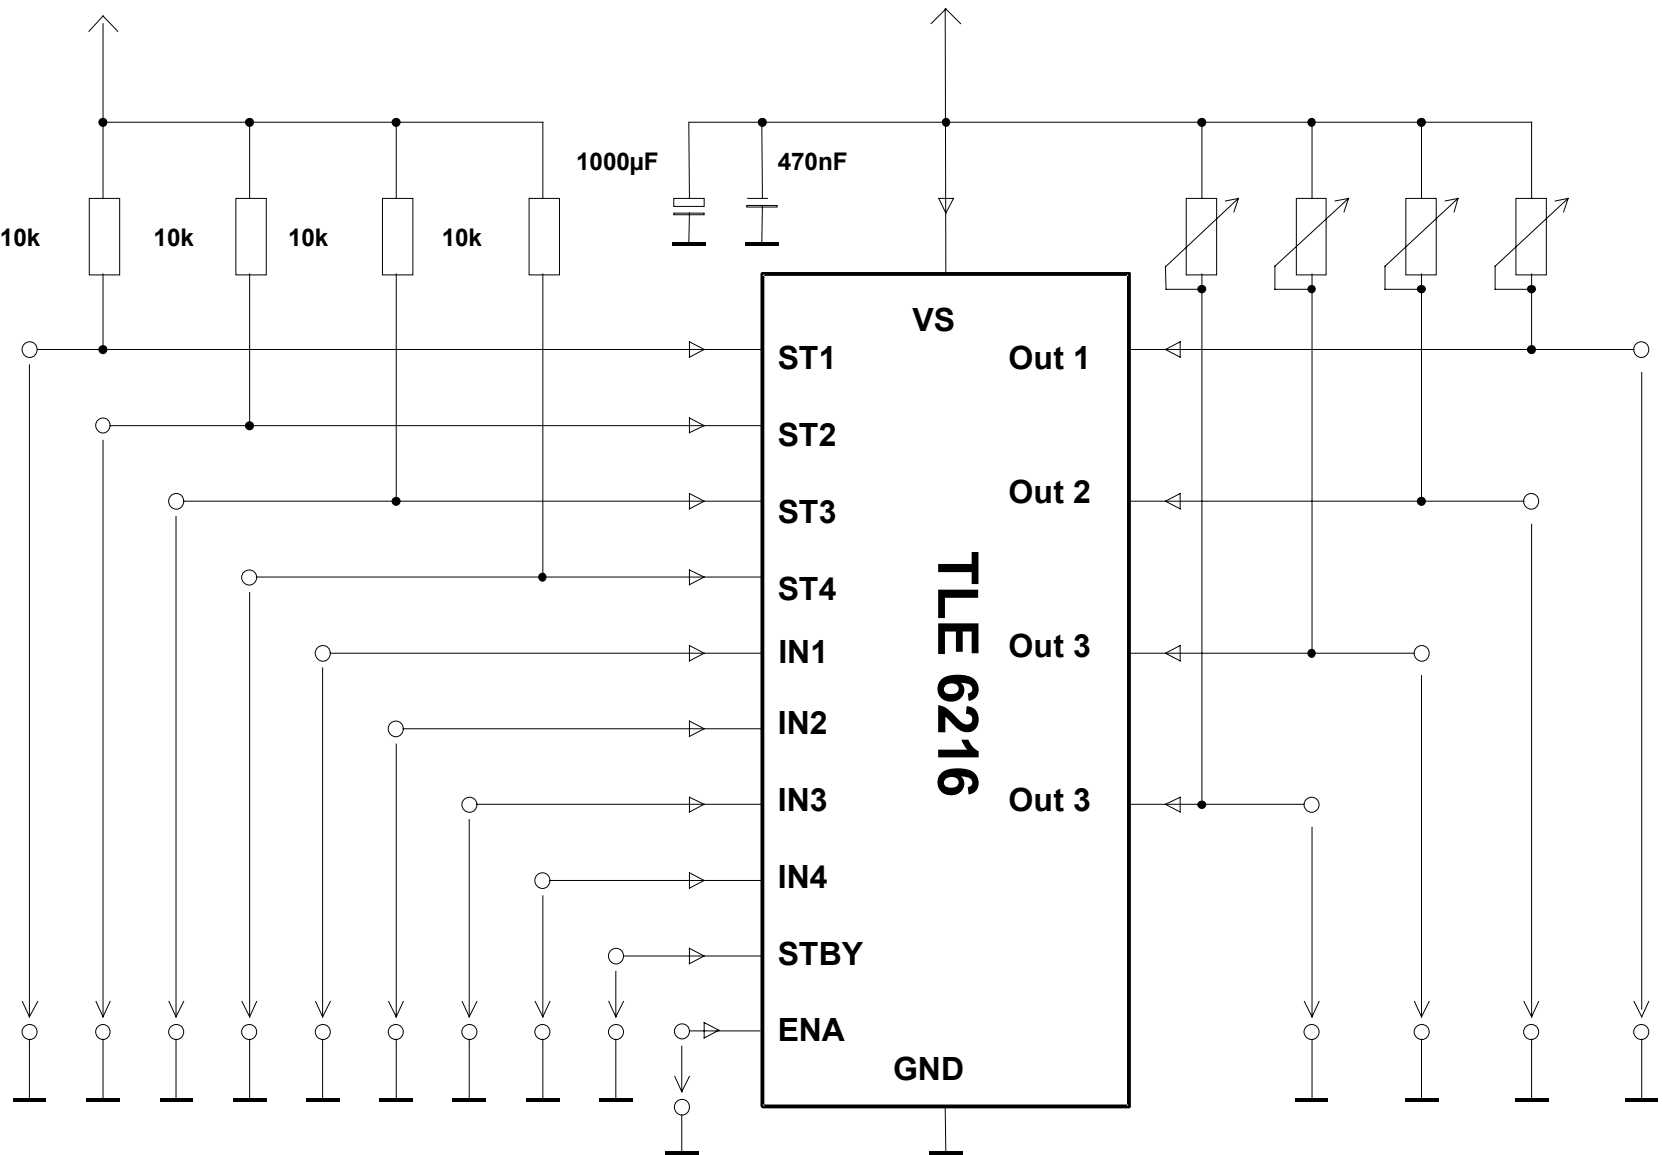 1000µF
470nF
10k
10k
10k
10k
VS
ST1
Out 1
ST2
Out 2
ST3
ST4
TLE 6216
IN1
Out 3
IN2
IN3
Out 3
IN4
STBY
ENA
GND